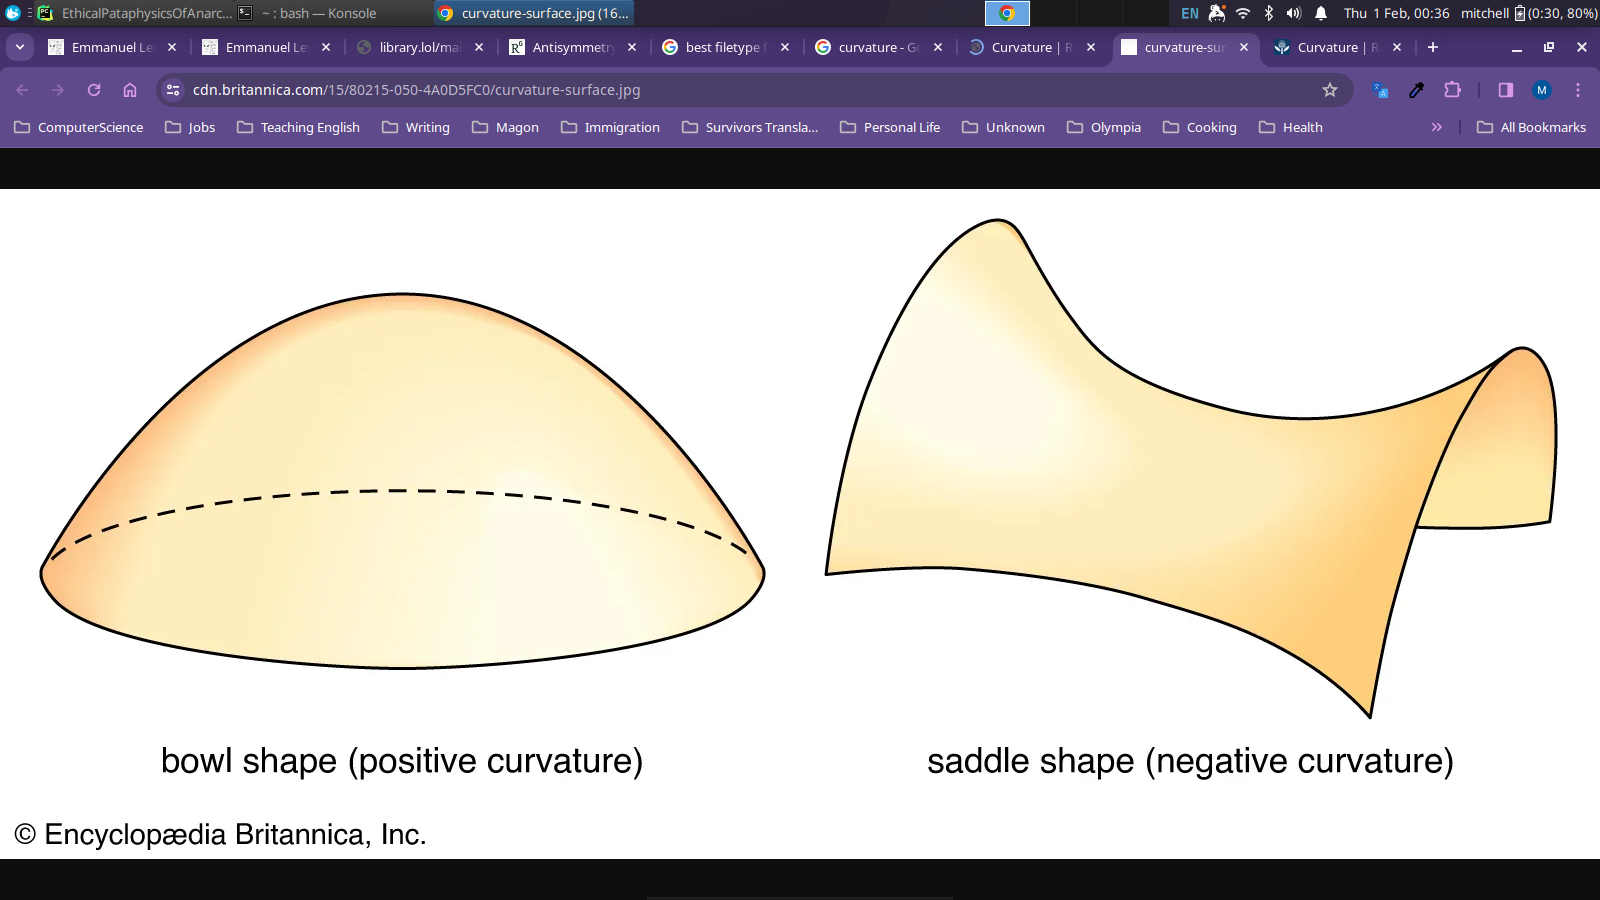 EthicalPataphysicsOfAnarc...
~ : bash — Konsole
curvature-surface.jpg (16...
EN
Thu 1 Feb, 00:36
mitchell
(0:30, 80%)
Emmanuel Le
Emmanuel Le
library.lol/mai
Antisymmetry
best filetype f
curvature - Go
Curvature | R
curvature-sur
Curvature | R
cdn.britannica.com/15/80215-050-4A0D5FC0/curvature-surface.jpg
M
ComputerScience
Jobs
Teaching English
Writing
Magon
Immigration
Survivors Transla...
Personal Life
Unknown
Olympia
Cooking
Health
»
All Bookmarks
bowl shape (positive curvature)
saddle shape (negative curvature)
© Encyclopædia Britannica, Inc.